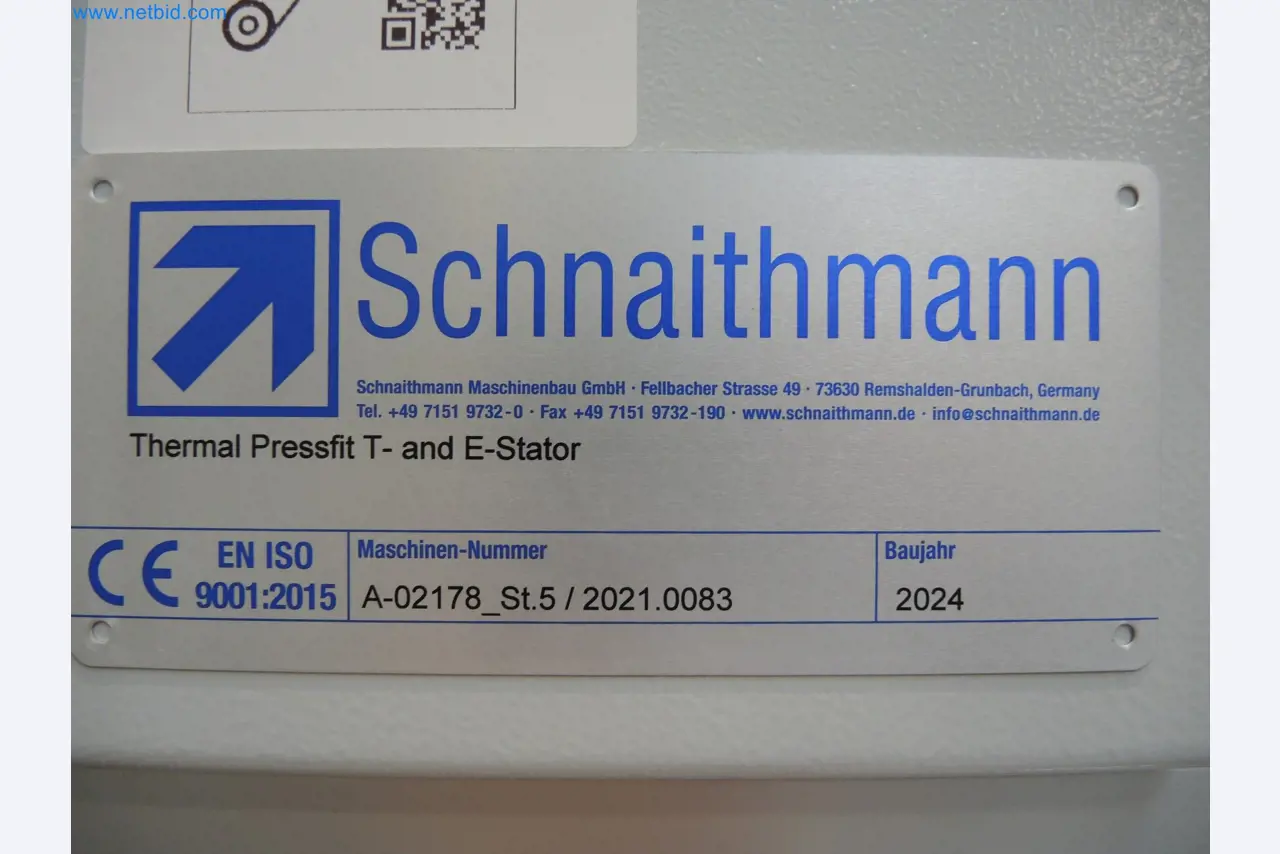 www.netbid.com
Schnaithmann
Schnaithmann Maschinenbau GmbH · Fellbacher Strasse 49 · 73630 Remshalden-Grunbach, Germany
Tel. +49 7151 9732-0 · Fax +49 7151 9732-190 · www.schnaithmann.de · info@schnaithmann.de
Thermal Pressfit T- and E-Stator
CE EN ISO 9001:2015
Maschinen-Nummer
A-02178_St.5 / 2021.0083
Baujahr
2024